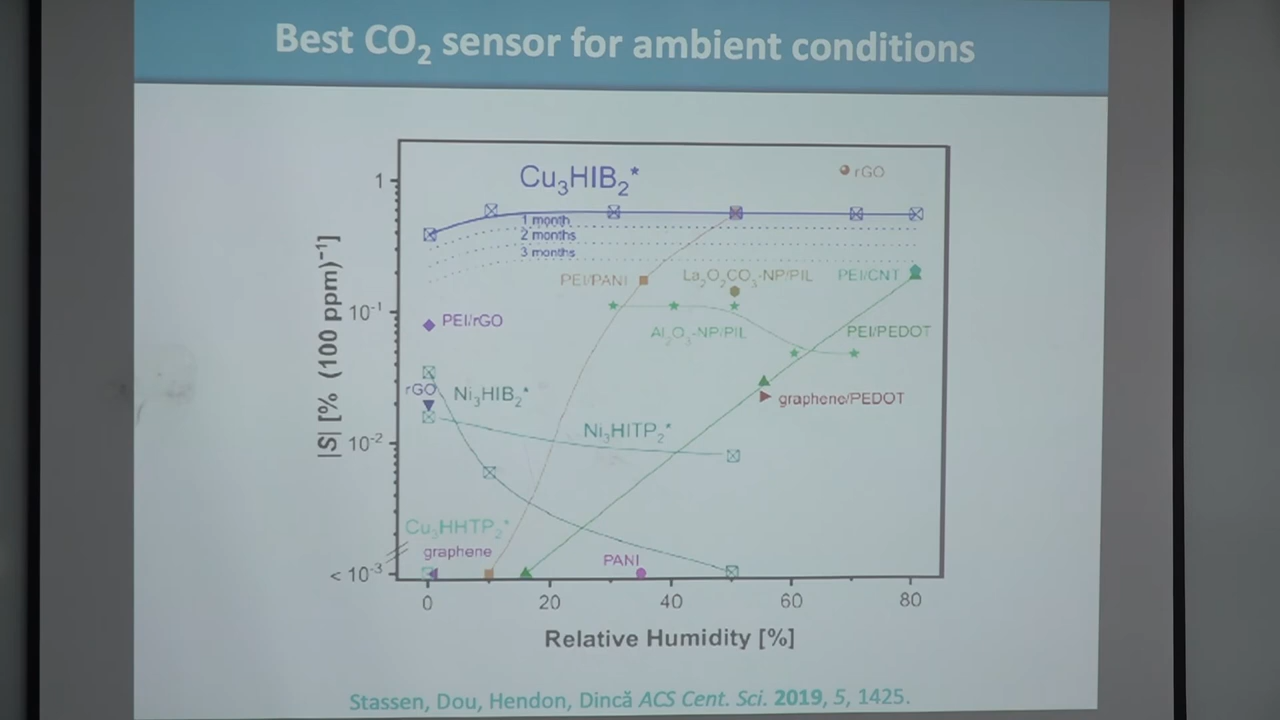 Best CO2 sensor for ambient conditions
Cu3HIB2*
rGO
1
1 month
2 months
3 months
PEI/PANI
La2O2CO3-NP/PIL
PEI/CNT
10-1
PEI/rGO
Al2O3-NP/PIL
PEI/PEDOT
rGO
Ni3HIB2*
graphene/PEDOT
Ni3HITP2*
10-2
Cu3HHTP2*
graphene
PANI
< 10-3
|S| [% (100 ppm)-1]
0 20 40 60 80
Relative Humidity [%]
Stassen, Dou, Hendon, Dincă ACS Cent. Sci. 2019, 5, 1425.